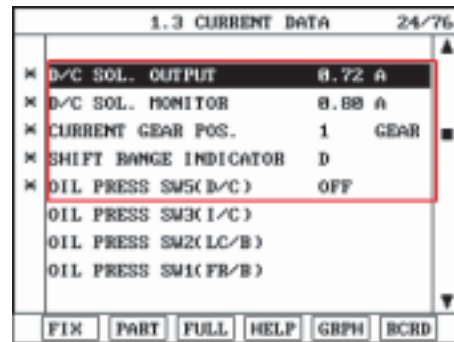 1.3 CURRENT DATA 24/76
× D/C SOL. OUTPUT 0.72 A
× D/C SOL. MONITOR 0.80 A
× CURRENT GEAR POS. 1 GEAR
× SHIFT RANGE INDICATOR D
× OIL PRESS SW5(D/C) OFF
OIL PRESS SW3(I/C)
OIL PRESS SW2(LC/B)
OIL PRESS SW1(FR/B)
FIX PART FULL HELP GRPH RCRD